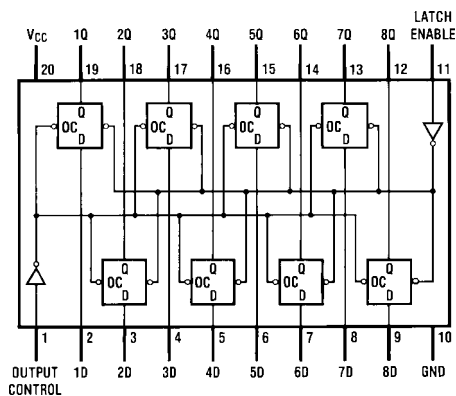 LATCH
VCC 1Q 2Q 3Q 4Q 5Q 6Q 7Q 8Q ENABLE
20 19 18 17 16 15 14 13 12 11
Q Q Q Q
OC OC OC OC
D D D D
Q Q Q Q
OC OC OC OC
D D D D
1 2 3 4 5 6 7 8 9 10
OUTPUT 1D 2D 3D 4D 5D 6D 7D 8D GND
CONTROL